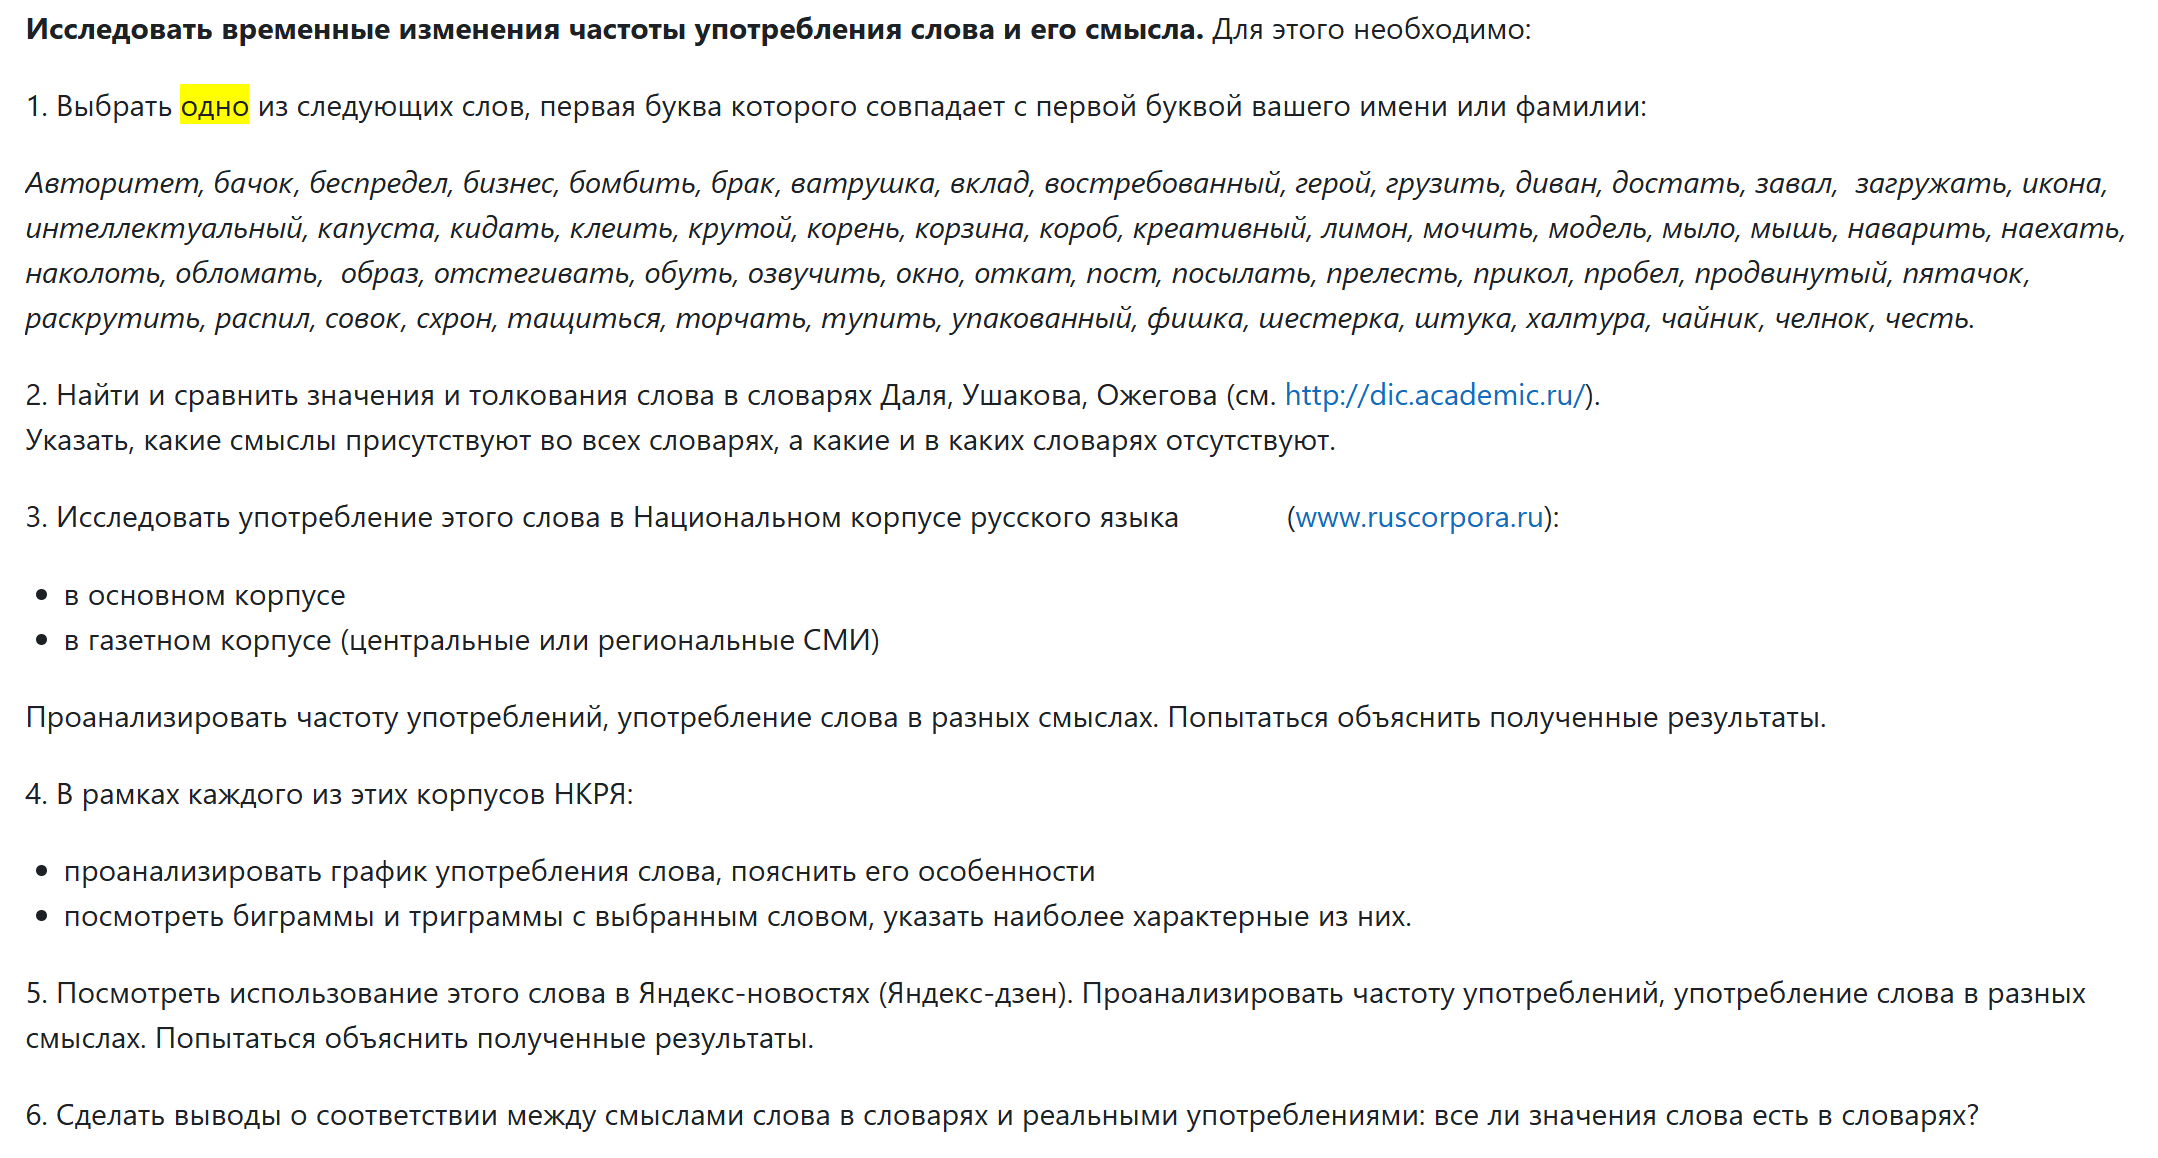 Исследовать временные изменения частоты употребления слова и его смысла. Для этого необходимо:
1. Выбрать одно из следующих слов, первая буква которого совпадает с первой буквой вашего имени или фамилии:
Авторитет, бачок, беспредел, бизнес, бомбить, брак, ватрушка, вклад, востребованный, герой, грузить, диван, достать, завал,  загружать, икона,
интеллектуальный, капуста, кидать, клеить, крутой, корень, корзина, короб, креативный, лимон, мочить, модель, мыло, мышь, наварить, наехать,
наколоть, обломать,  образ, отстегивать, обуть, озвучить, окно, откат, пост, посылать, прелесть, прикол, пробел, продвинутый, пятачок,
раскрутить, распил, совок, схрон, тащиться, торчать, тупить, упакованный, фишка, шестерка, штука, халтура, чайник, челнок, честь.
2. Найти и сравнить значения и толкования слова в словарях Даля, Ушакова, Ожегова (см. http://dic.academic.ru/).
Указать, какие смыслы присутствуют во всех словарях, а какие и в каких словарях отсутствуют.
3. Исследовать употребление этого слова в Национальном корпусе русского языка (www.ruscorpora.ru):
• в основном корпусе
• в газетном корпусе (центральные или региональные СМИ)
Проанализировать частоту употреблений, употребление слова в разных смыслах. Попытаться объяснить полученные результаты.
4. В рамках каждого из этих корпусов НКРЯ:
• проанализировать график употребления слова, пояснить его особенности
• посмотреть биграммы и триграммы с выбранным словом, указать наиболее характерные из них.
5. Посмотреть использование этого слова в Яндекс-новостях (Яндекс-дзен). Проанализировать частоту употреблений, употребление слова в разных
смыслах. Попытаться объяснить полученные результаты.
6. Сделать выводы о соответствии между смыслами слова в словарях и реальными употреблениями: все ли значения слова есть в словарях?